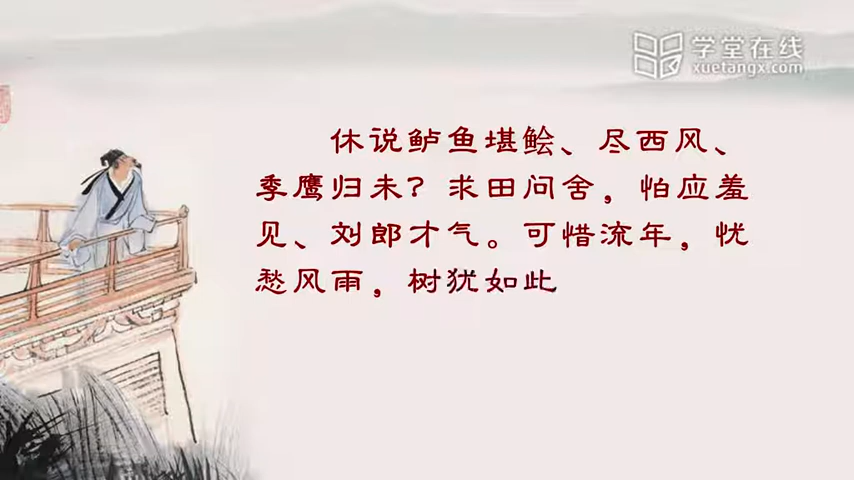 学堂在线
xuetangx.com
休说鲈鱼堪鲙、尽西风、
季鹰归未？求田问舍，怕应羞
见、刘郎才气。可惜流年，忧
愁风雨，树犹如此